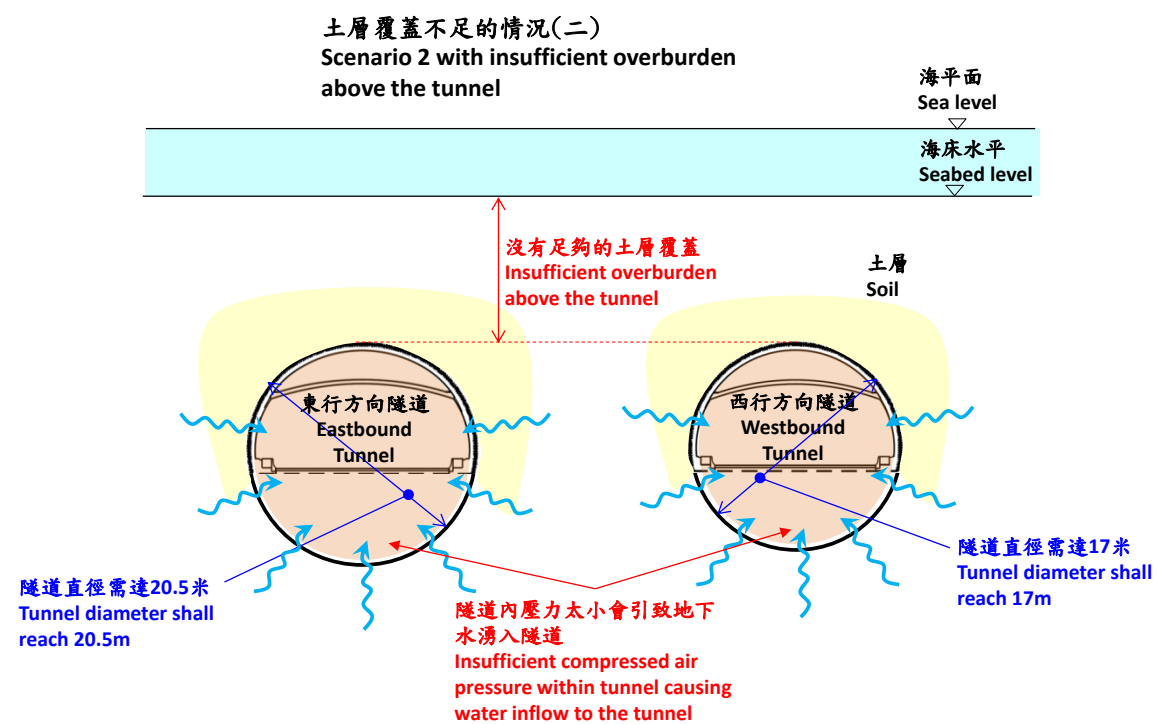 土層覆蓋不足的情況(二)
Scenario 2 with insufficient overburden
above the tunnel
海平面
Sea level
海床水平
Seabed level
沒有足夠的土層覆蓋
Insufficient overburden
above the tunnel
土層
Soil
東行方向隧道
Eastbound
Tunnel
西行方向隧道
Westbound
Tunnel
隧道直徑需達20.5米
Tunnel diameter shall
reach 20.5m
隧道內壓力太小會引致地下
水湧入隧道
Insufficient compressed air
pressure within tunnel causing
water inflow to the tunnel
隧道直徑需達17米
Tunnel diameter shall
reach 17m